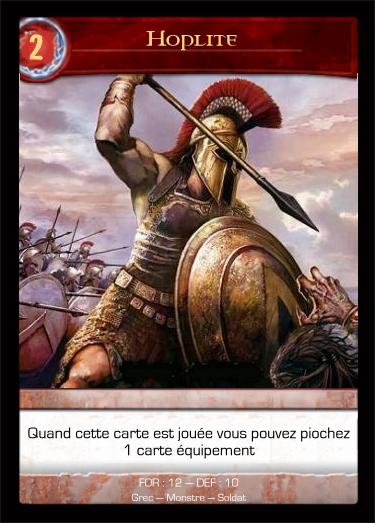 2
Hoplite
Quand cette carte est jouée vous pouvez piochez
1 carte équipement
FOR : 12 – DEF : 10
Grec – Monstre – Soldat